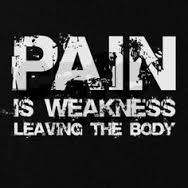 PAIN
IS WEAKNESS
LEAVING THE BODY